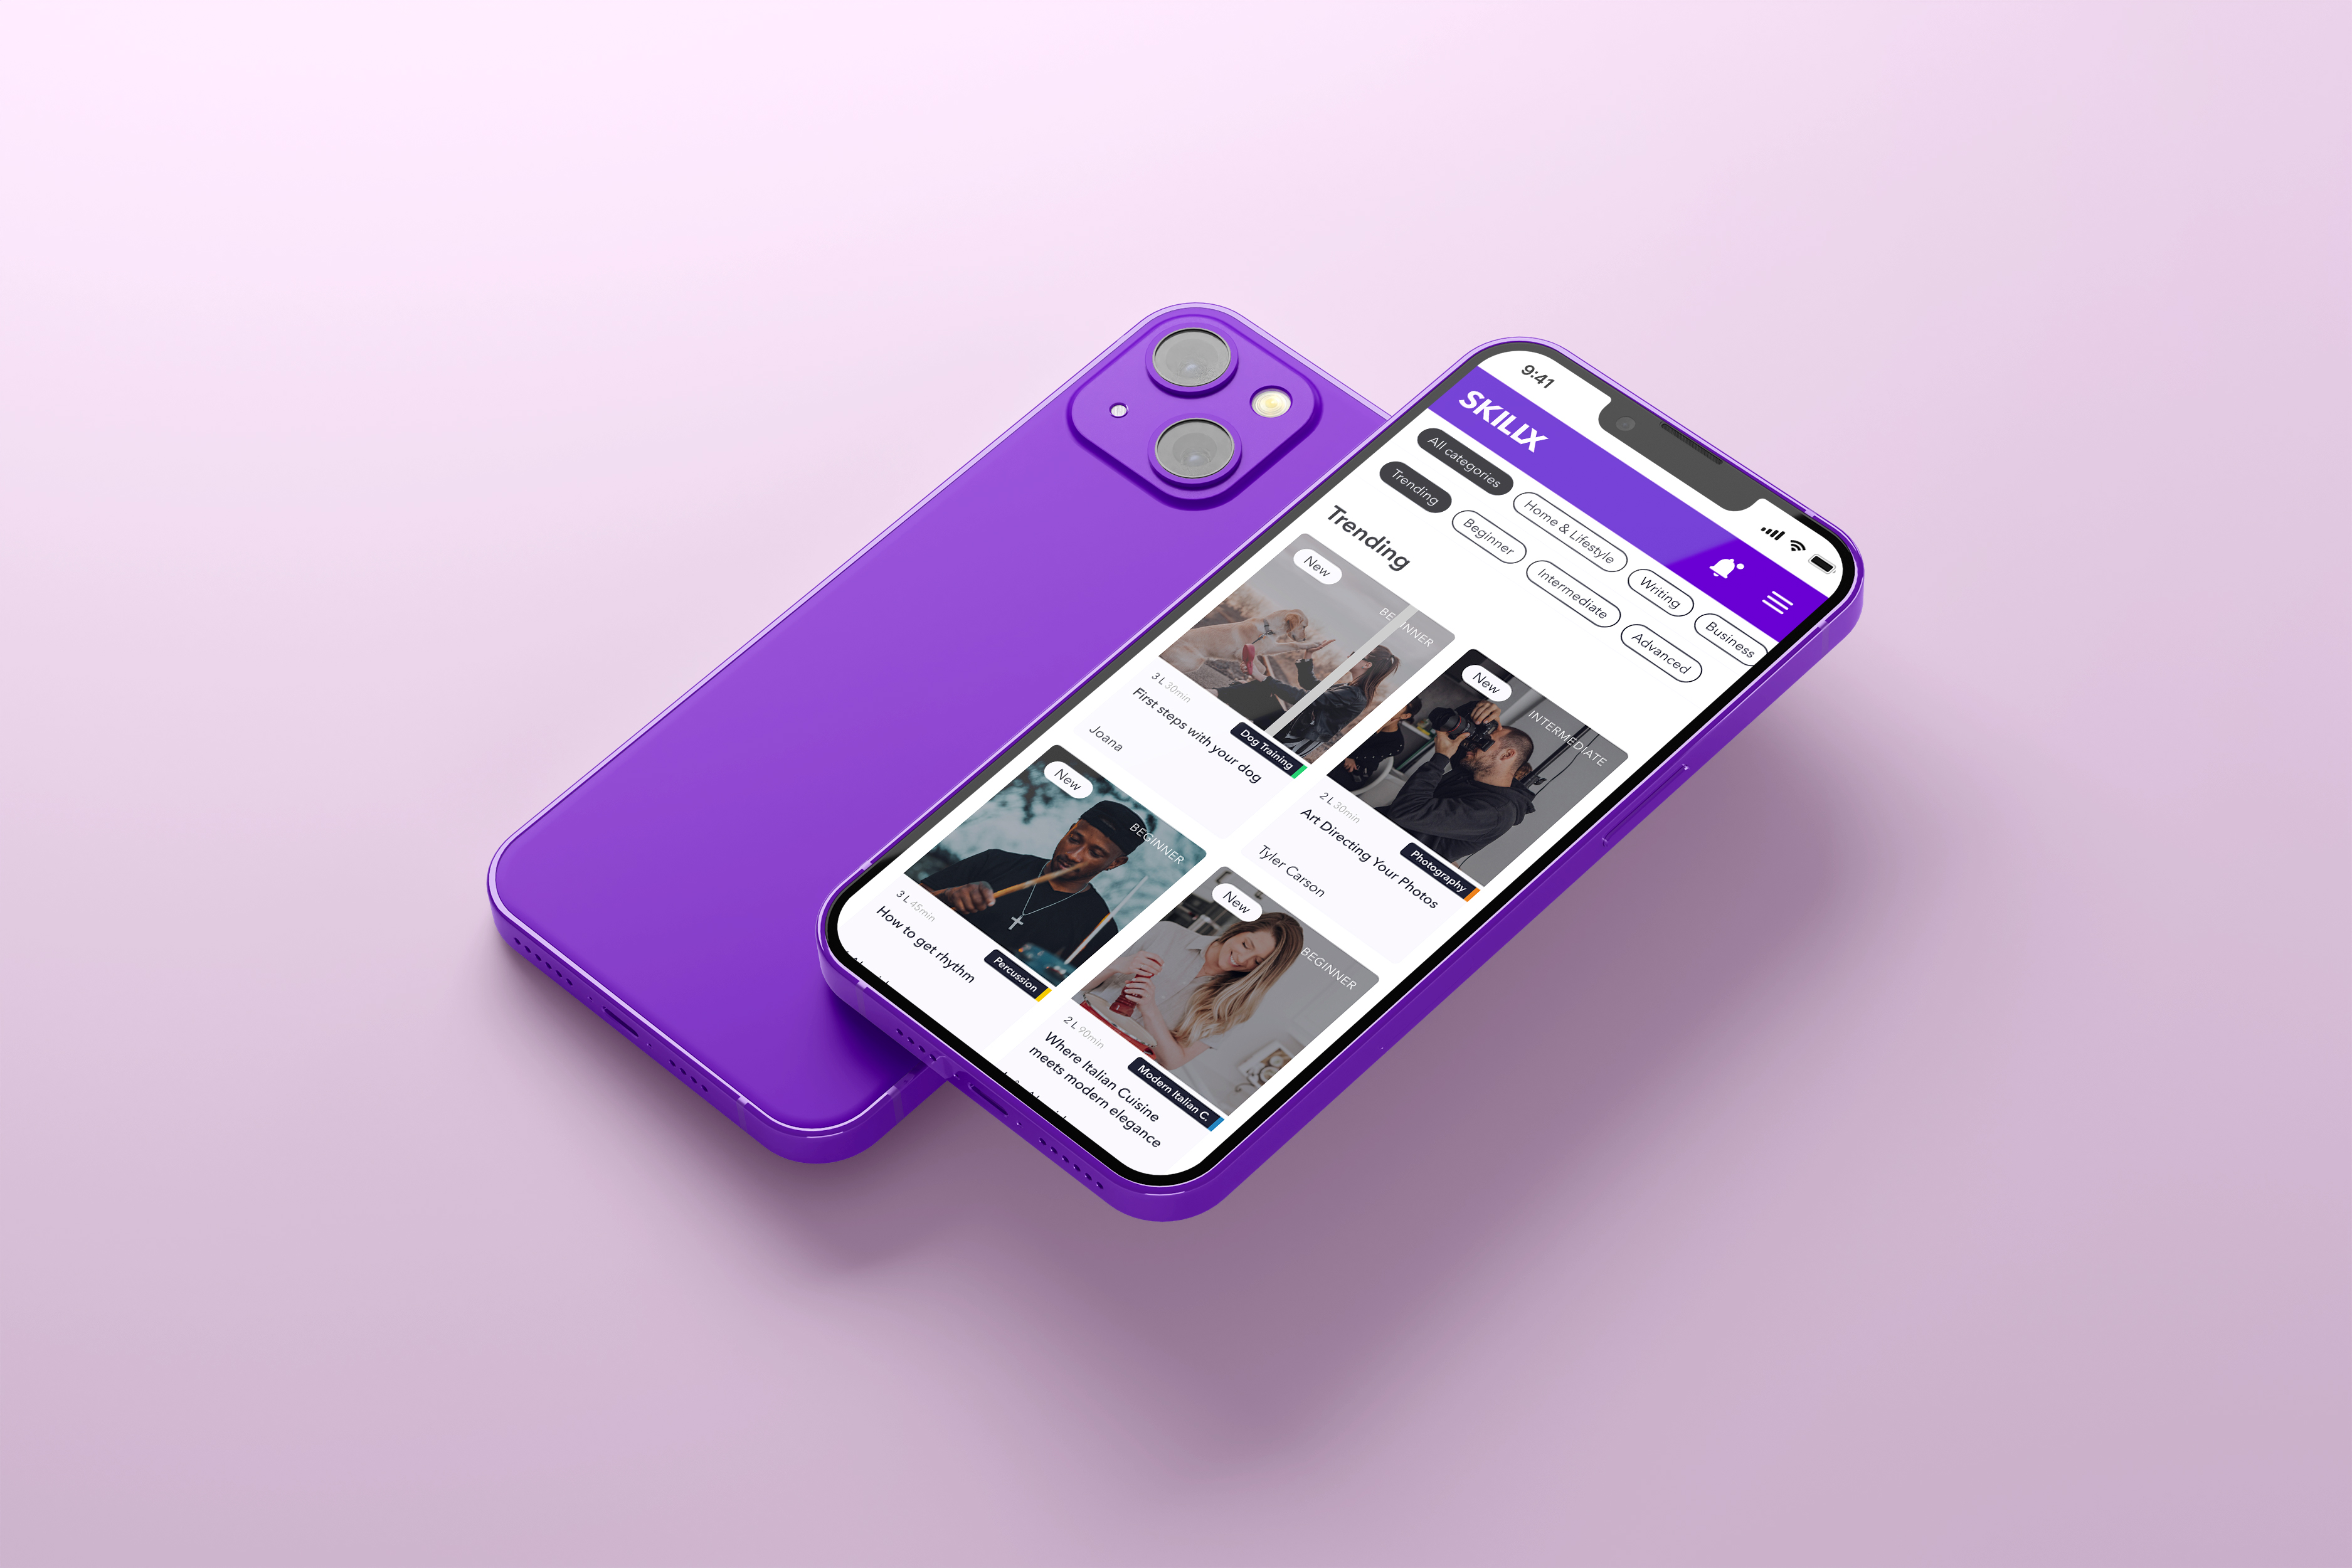 9:41
SKILLX
All categories
Home & Lifestyle
Writing
Business
Trending
Beginner
Intermediate
Advanced
Trending
New
BEGINNER
Dog Training
3 L 30min
First steps with your dog
Joana
New
INTERMEDIATE
Photography
2 L 30min
Art Directing Your Photos
Tyler Carson
New
BEGINNER
Percussion
3 L 45min
How to get rhythm
New
BEGINNER
Modern Italian C.
2 L 90min
Where Italian Cuisine
meets modern elegance